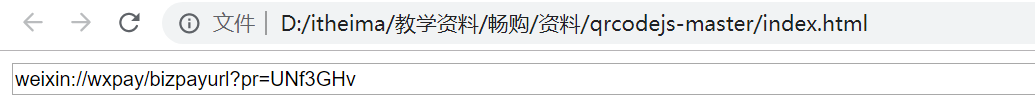 文件 D:/itheima/教学资料/畅购/资料/qrcodejs-master/index.html
weixin://wxpay/bizpayurl?pr=UNf3GHv